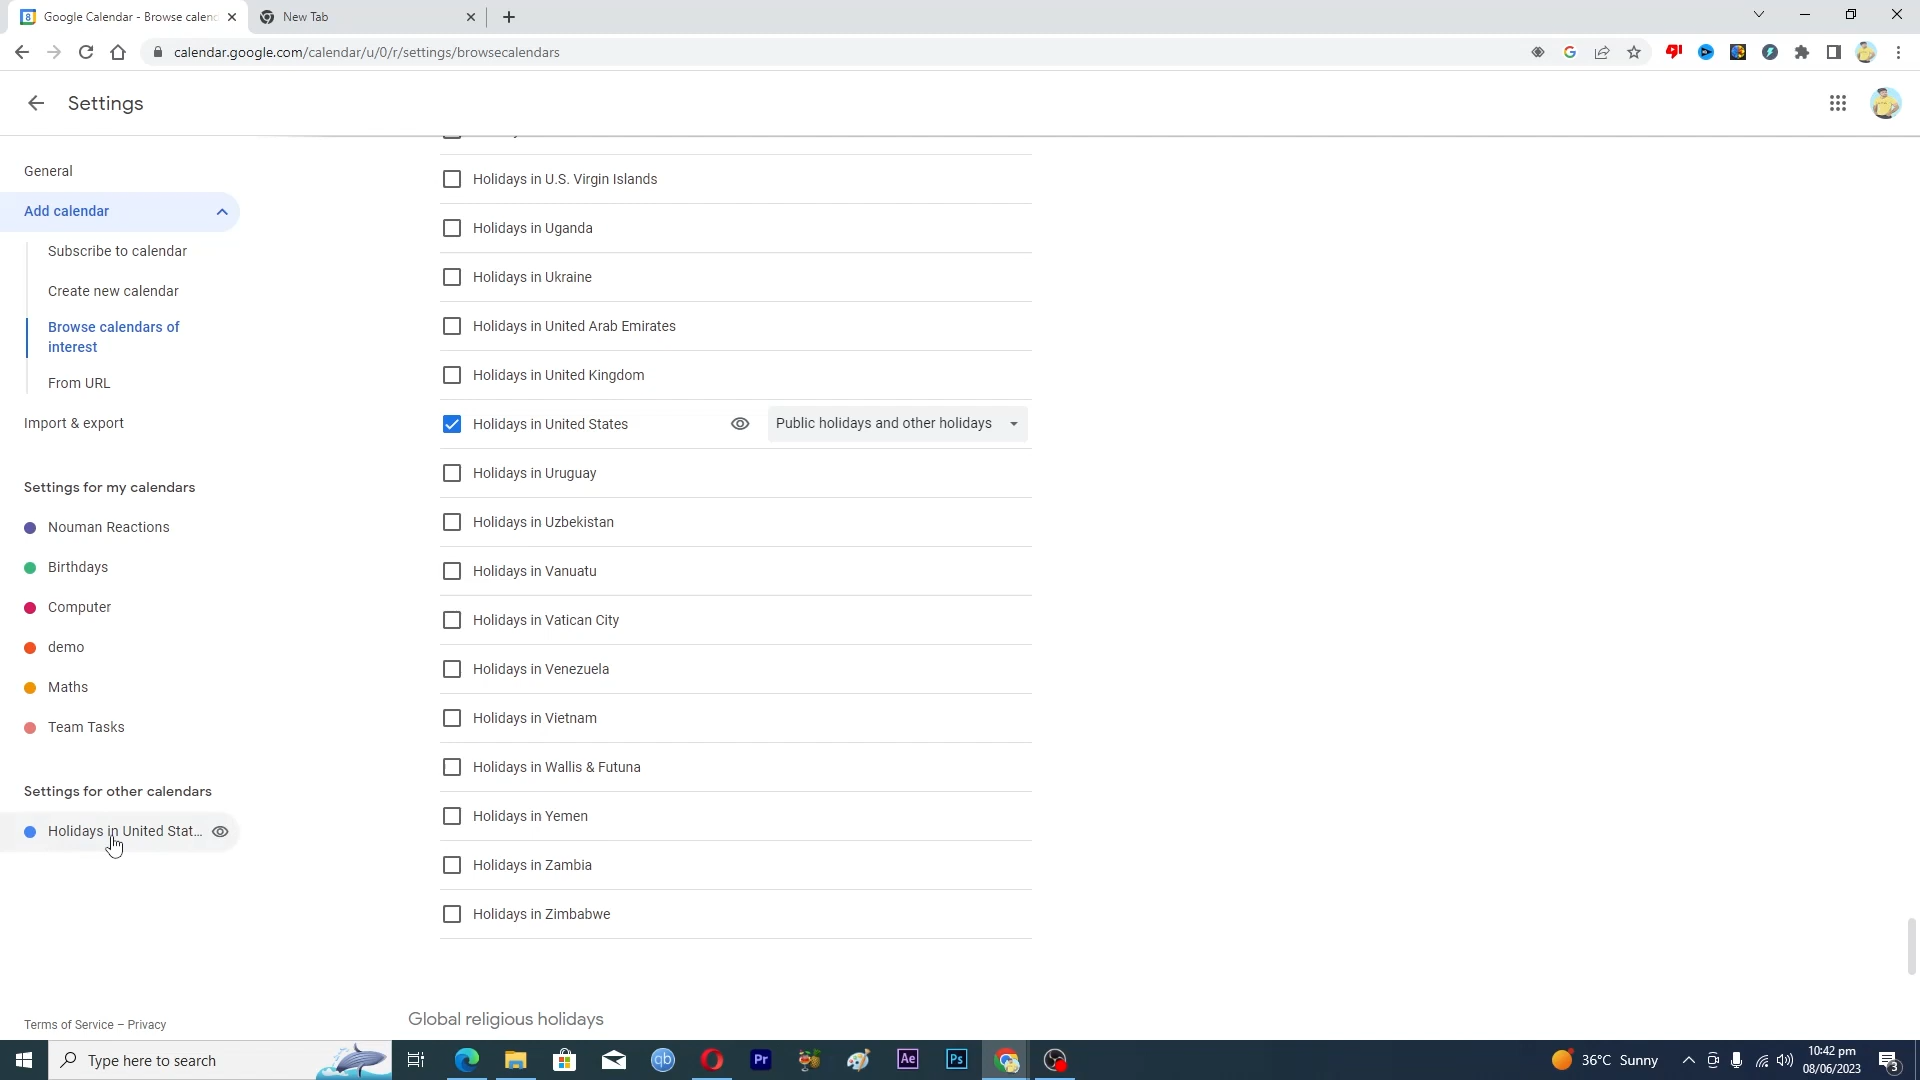 Google Calendar - Browse calenc
New Tab
calendar.google.com/calendar/u/0/r/settings/browsecalendars
Settings
General
Add calendar
Subscribe to calendar
Create new calendar
Browse calendars of
interest
From URL
Import & export
Settings for my calendars
Nouman Reactions
Birthdays
Computer
demo
Maths
Team Tasks
Settings for other calendars
Holidays in United Stat...
Terms of Service – Privacy
Holidays in U.S. Virgin Islands
Holidays in Uganda
Holidays in Ukraine
Holidays in United Arab Emirates
Holidays in United Kingdom
Holidays in United States
Public holidays and other holidays
Holidays in Uruguay
Holidays in Uzbekistan
Holidays in Vanuatu
Holidays in Vatican City
Holidays in Venezuela
Holidays in Vietnam
Holidays in Wallis & Futuna
Holidays in Yemen
Holidays in Zambia
Holidays in Zimbabwe
Global religious holidays
Type here to search
qb
Pr
Ae
Ps
36°C Sunny
10:42 pm
08/06/2023
3